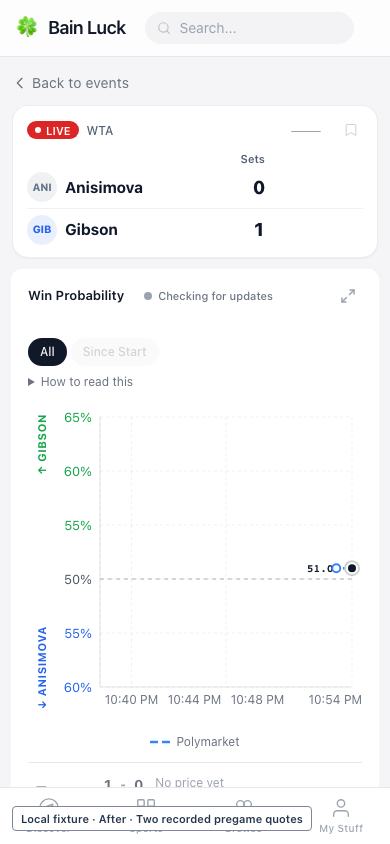 Bain Luck
Search...
Back to events
LIVE WTA
Sets
ANI Anisimova 0
GIB Gibson 1
Win Probability Checking for updates
All Since Start
How to read this
↑ GIBSON
↓ ANISIMOVA
65%
60%
55%
51.0
50%
55%
60%
10:40 PM 10:44 PM 10:48 PM 10:54 PM
Polymarket
1 - 0 No price yet
My Stuff
Local fixture · After · Two recorded pregame quotes